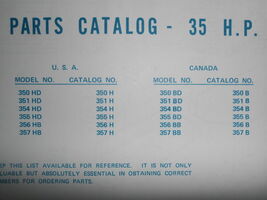 PARTS CATALOG - 35 H.P.
U. S. A. CANADA
MODEL NO. CATALOG NO. MODEL NO. CATALOG NO.
350 HD 350 H 350 BD 350 B
351 HD 351 H 351 BD 351 B
354 HD 354 H 354 BD 354 B
355 HD 355 H 355 BD 355 B
356 HB 356 H 356 BB 356 B
357 HB 357 H 357 BB 357 B
EP THIS LIST AVAILABLE FOR REFERENCE. IT IS NOT ONLY
ALUABLE BUT ABSOLUTELY ESSENTIAL IN OBTAINING CORRECT
MBERS FOR ORDERING PARTS.